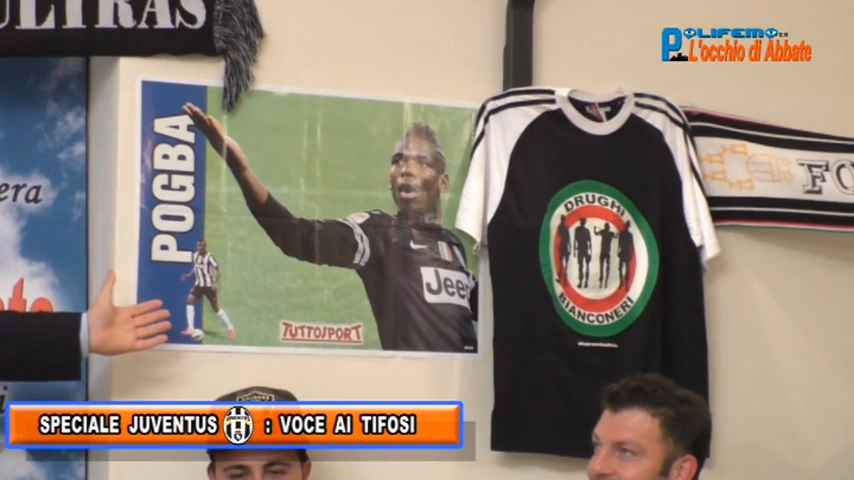 ULTRAS
POLIFEMO
L'occhio di Abbate
POGBA
Jeep
TUTTOSPORT
DRUGHI
BIANCONERI
FO
era
SPECIALE JUVENTUS : VOCE AI TIFOSI